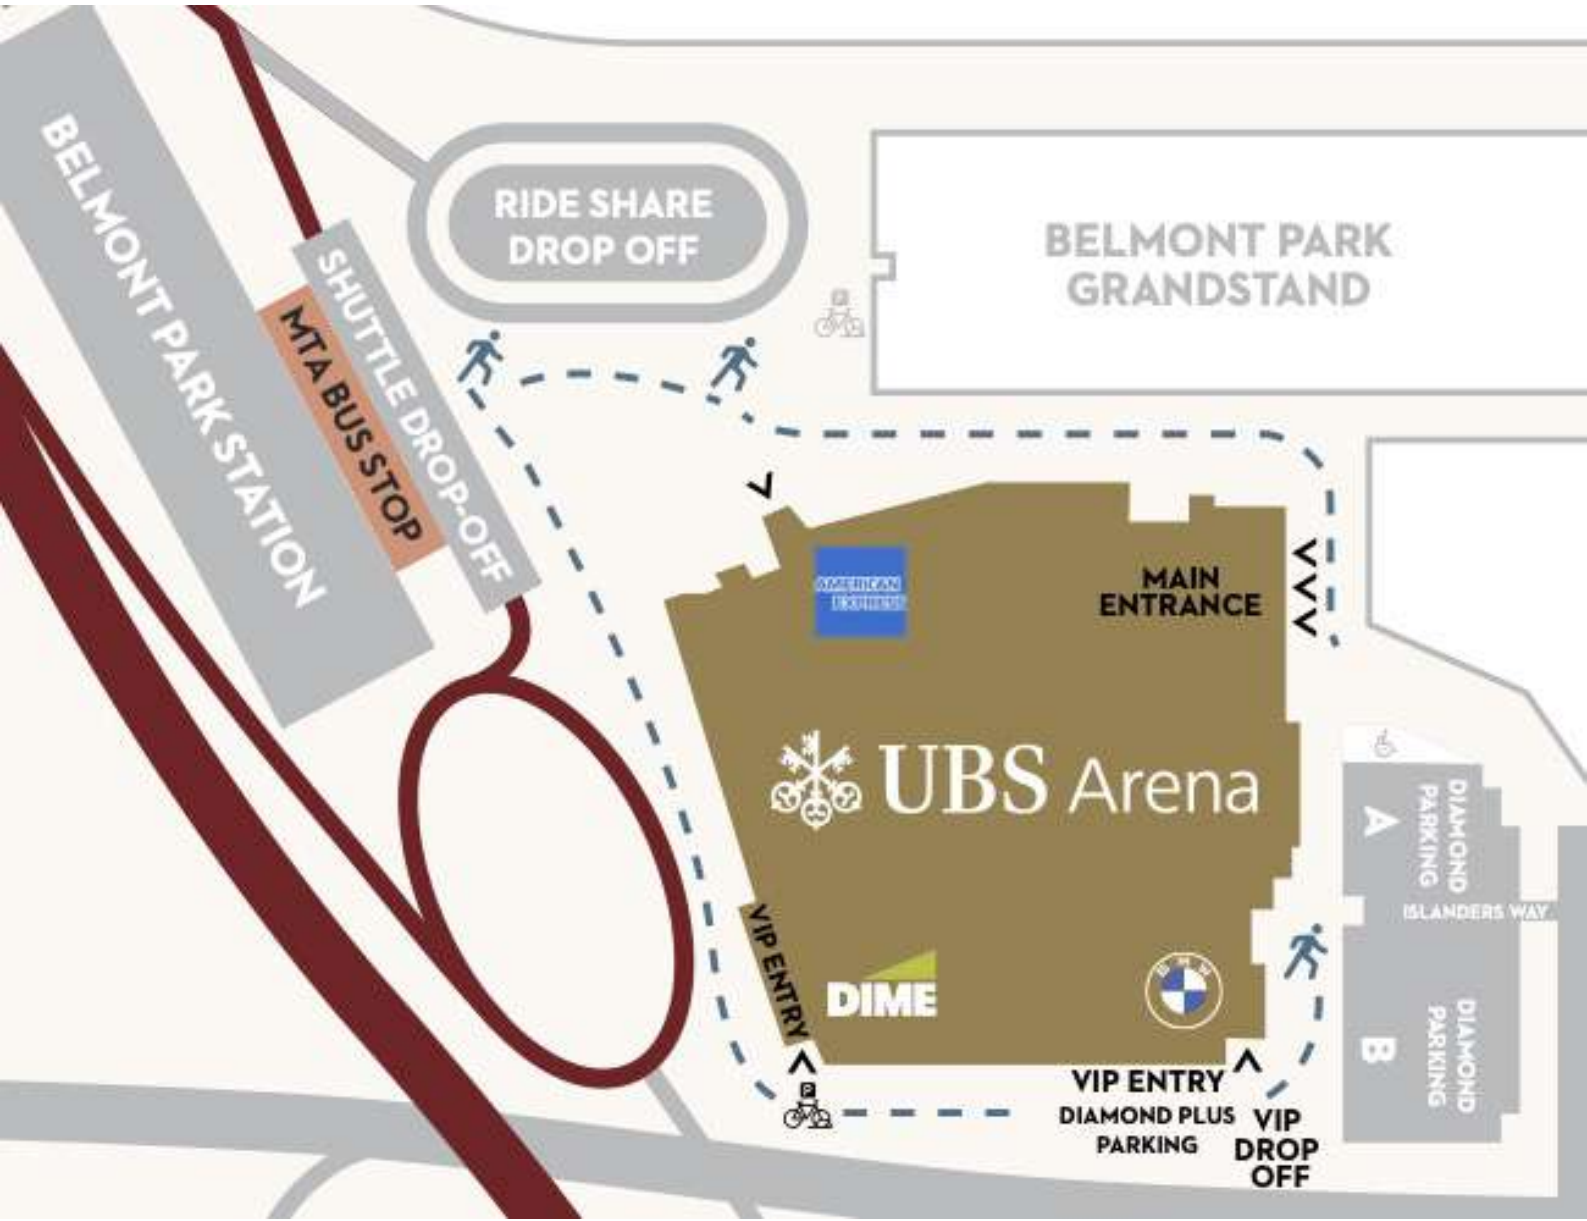 BELMONT PARK STATION
MTA BUS STOP
SHUTTLE DROP-OFF
RIDE SHARE
DROP OFF
P
BELMONT PARK
GRANDSTAND
AMERICAN
EXPRESS
MAIN
ENTRANCE
UBS Arena
A
DIAMOND
PARKING
ISLANDERS WAY
B
DIAMOND
PARKING
VIP ENTRY
DIME
BMW
P
VIP ENTRY
DIAMOND PLUS
PARKING
VIP
DROP
OFF